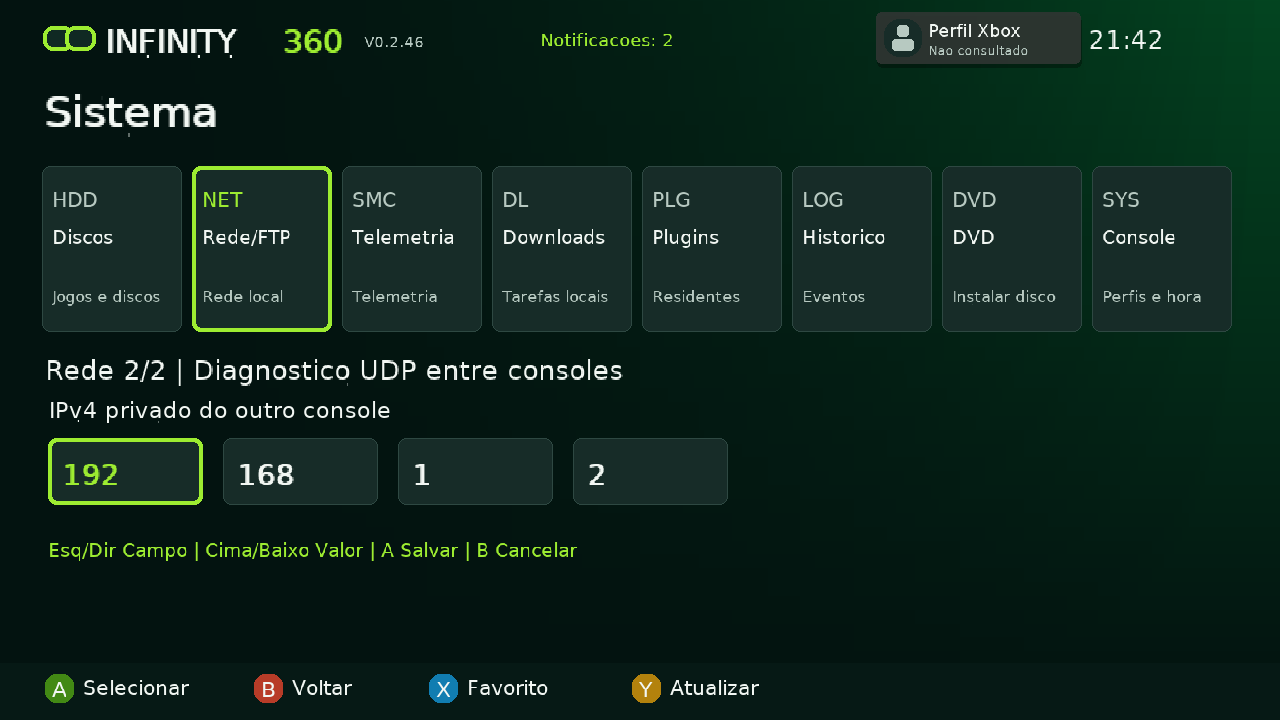 INFINITY 360 V0.2.46 Notificacoes: 2 Perfil Xbox 21:42
Nao consultado
Sistema
HDD NET SMC DL PLG LOG DVD SYS
Discos Rede/FTP Telemetria Downloads Plugins Historico DVD Console
Jogos e discos Rede local Telemetria Tarefas locais Residentes Eventos Instalar disco Perfis e hora
Rede 2/2 | Diagnostico UDP entre consoles
IPv4 privado do outro console
192 168 1 2
Esq/Dir Campo | Cima/Baixo Valor | A Salvar | B Cancelar
A Selecionar B Voltar X Favorito Y Atualizar